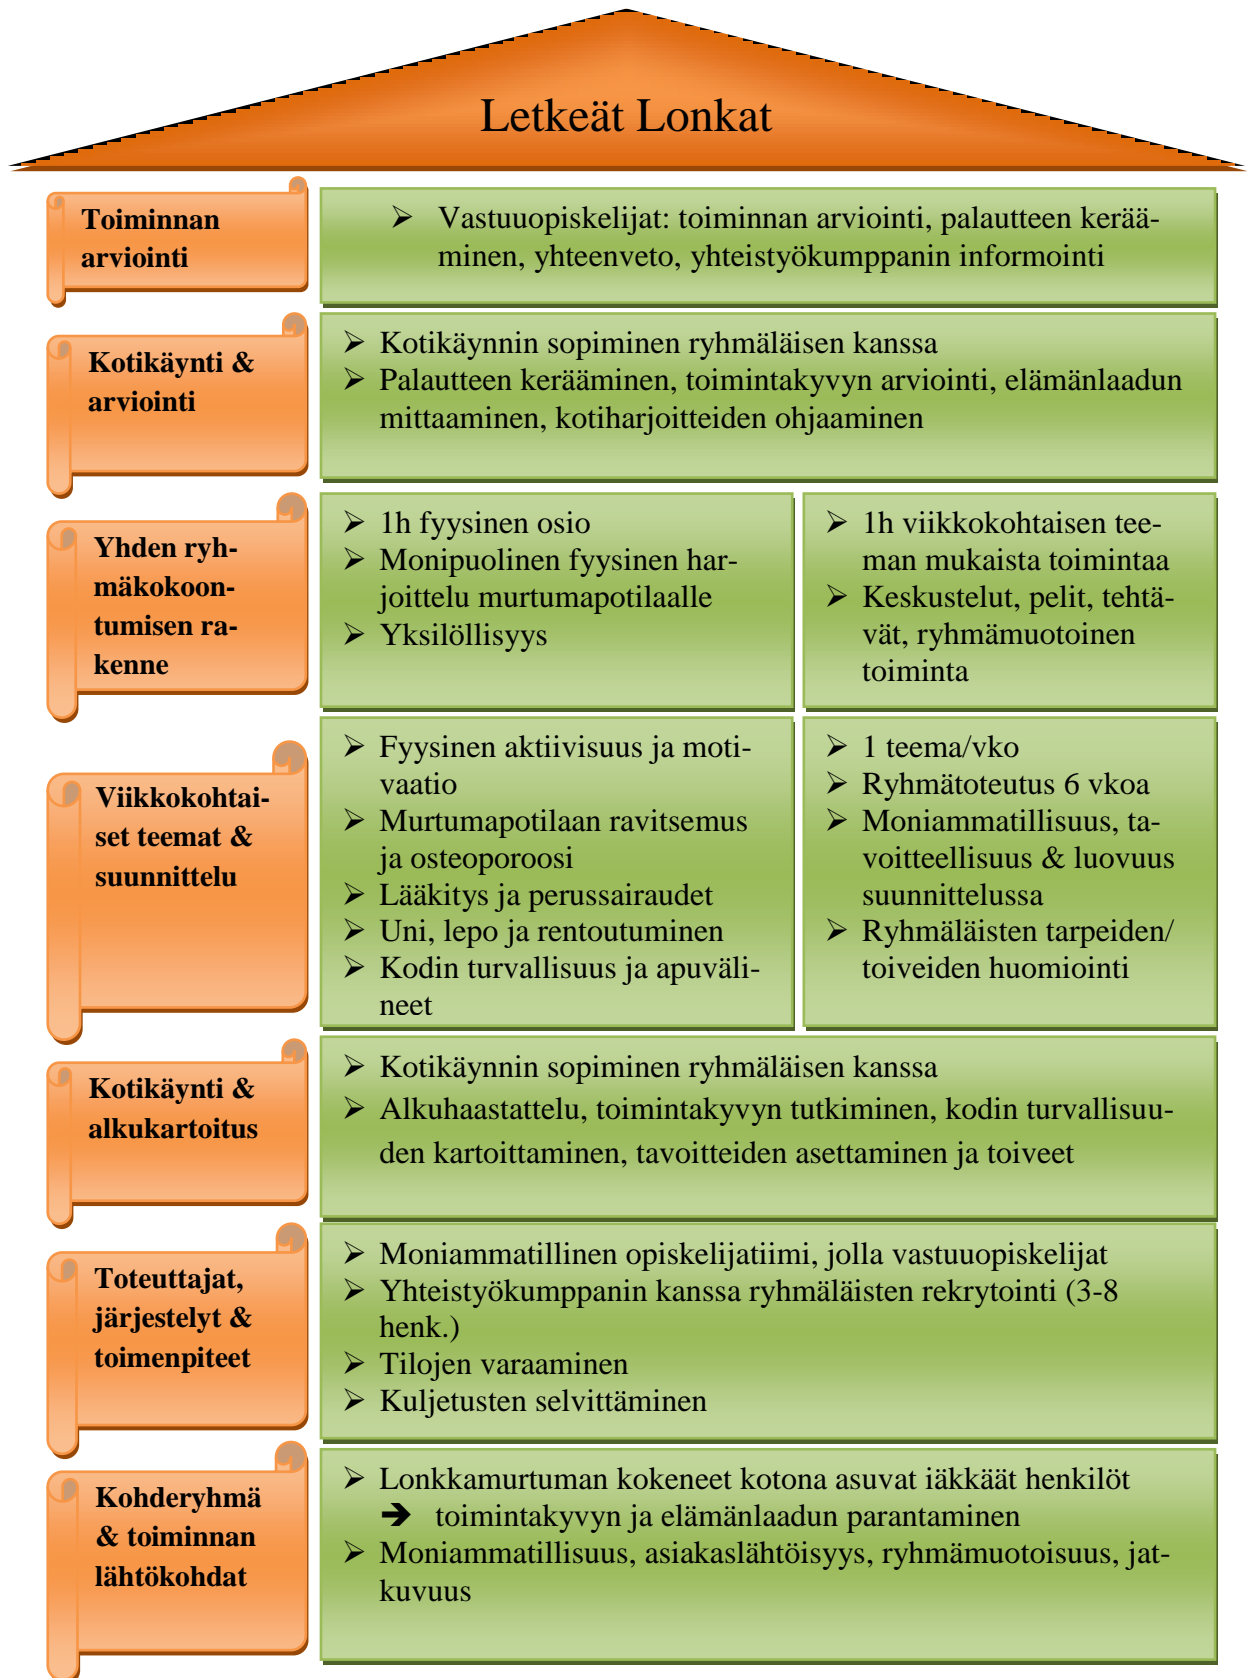 Letkeät Lonkat
Toiminnan
arviointi
➢ Vastuuopiskelijat: toiminnan arviointi, palautteen kerää-
minen, yhteenveto, yhteistyökumppanin informointi
Kotikäynti &
arviointi
➢ Kotikäynnin sopiminen ryhmäläisen kanssa
➢ Palautteen kerääminen, toimintakyvyn arviointi, elämänlaadun
mittaaminen, kotiharjoitteiden ohjaaminen
Yhden ryh-
mäkokoon-
tumisen ra-
kenne
➢ 1h fyysinen osio
➢ Monipuolinen fyysinen har-
joittelu murtumapotilaalle
➢ Yksilöllisyys
➢ 1h viikkokohtaisen tee-
man mukaista toimintaa
➢ Keskustelut, pelit, tehtä-
vät, ryhmämuotoinen
toiminta
Viikkokohtai-
set teemat &
suunnittelu
➢ Fyysinen aktiivisuus ja moti-
vaatio
➢ Murtumapotilaan ravitsemus
ja osteoporoosi
➢ Lääkitys ja perussairaudet
➢ Uni, lepo ja rentoutuminen
➢ Kodin turvallisuus ja apuväli-
neet
➢ 1 teema/vko
➢ Ryhmätoteutus 6 vkoa
➢ Moniammatillisuus, ta-
voitteellisuus & luovuus
suunnittelussa
➢ Ryhmäläisten tarpeiden/
toiveiden huomiointi
Kotikäynti &
alkukartoitus
➢ Kotikäynnin sopiminen ryhmäläisen kanssa
➢ Alkuhaastattelu, toimintakyvyn tutkiminen, kodin turvallisuu-
den kartoittaminen, tavoitteiden asettaminen ja toiveet
Toteuttajat,
järjestelyt &
toimenpiteet
➢ Moniammatillinen opiskelijatiimi, jolla vastuuopiskelijat
➢ Yhteistyökumppanin kanssa ryhmäläisten rekrytointi (3-8
henk.)
➢ Tilojen varaaminen
➢ Kuljetusten selvittäminen
Kohderyhmä
& toiminnan
lähtökohdat
➢ Lonkkamurtuman kokeneet kotona asuvat iäkkäät henkilöt
➔ toimintakyvyn ja elämänlaadun parantaminen
➢ Moniammatillisuus, asiakaslähtöisyys, ryhmämuotoisuus, jat-
kuvuus